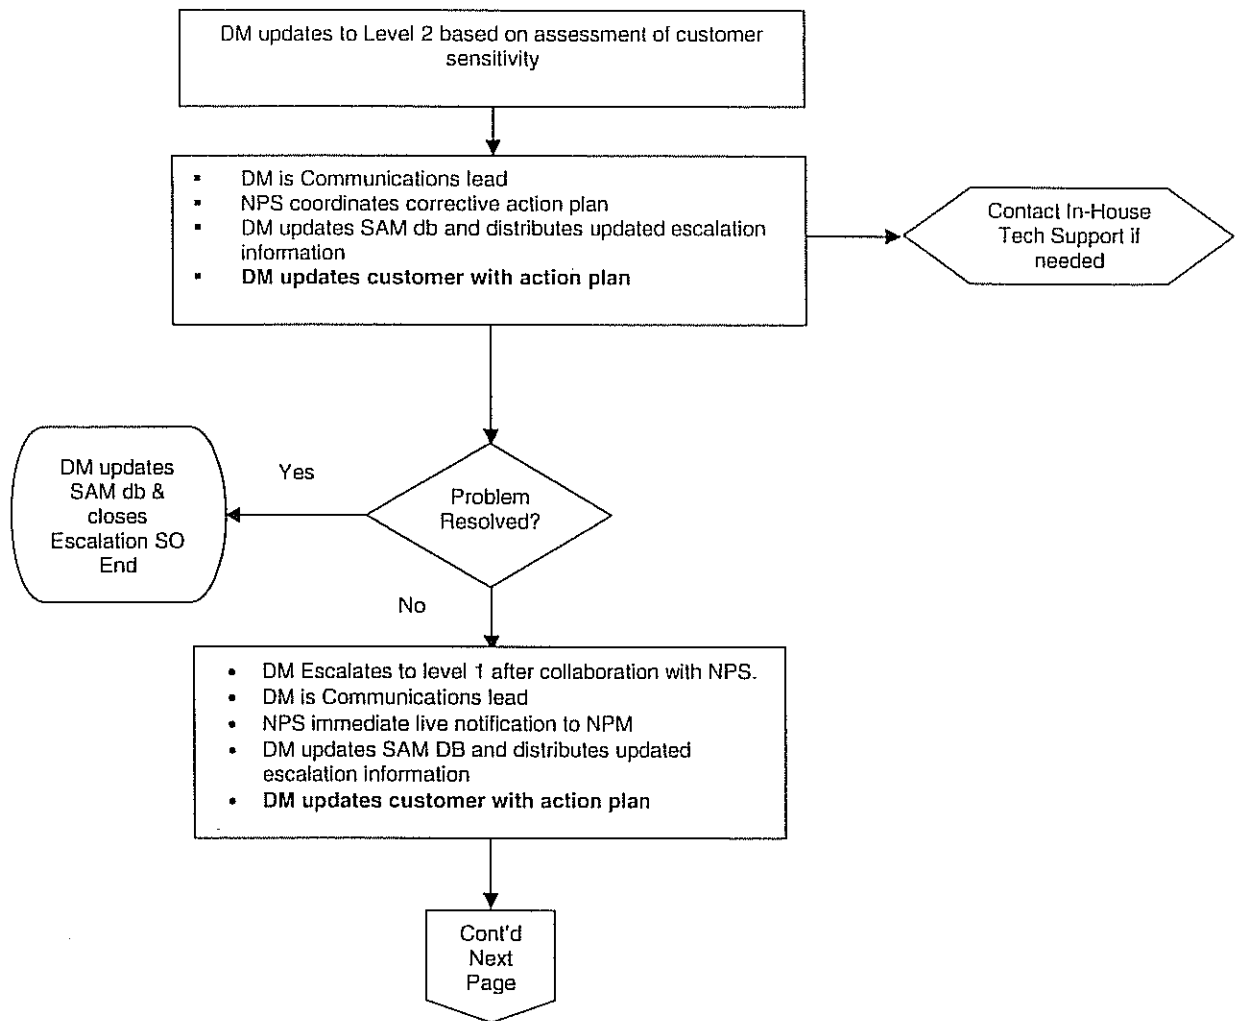 DM updates to Level 2 based on assessment of customer
sensitivity
▪ DM is Communications lead
▪ NPS coordinates corrective action plan
▪ DM updates SAM db and distributes updated escalation
information
▪ DM updates customer with action plan
Contact In-House
Tech Support if
needed
Problem
Resolved?
Yes
DM updates
SAM db &
closes
Escalation SO
End
No
• DM Escalates to level 1 after collaboration with NPS.
• DM is Communications lead
• NPS immediate live notification to NPM
• DM updates SAM DB and distributes updated
escalation information
• DM updates customer with action plan
Cont'd
Next
Page